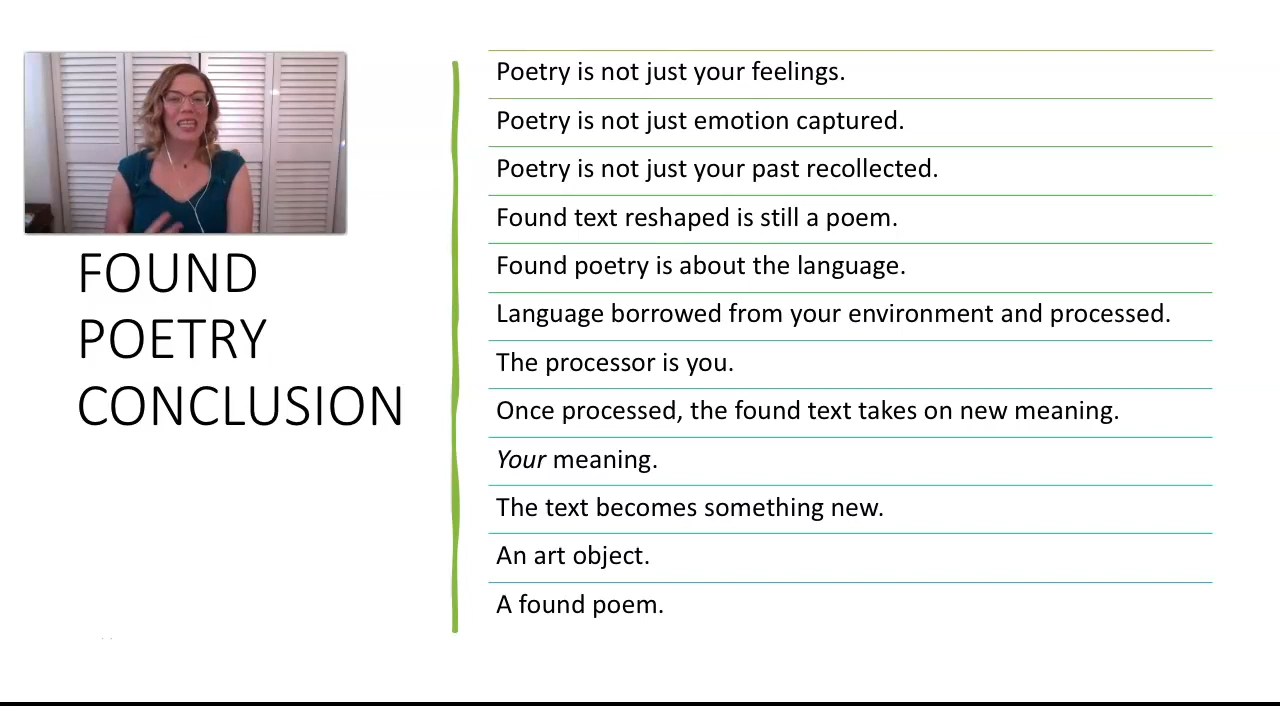 FOUND
POETRY
CONCLUSION
Poetry is not just your feelings.
Poetry is not just emotion captured.
Poetry is not just your past recollected.
Found text reshaped is still a poem.
Found poetry is about the language.
Language borrowed from your environment and processed.
The processor is you.
Once processed, the found text takes on new meaning.
Your meaning.
The text becomes something new.
An art object.
A found poem.